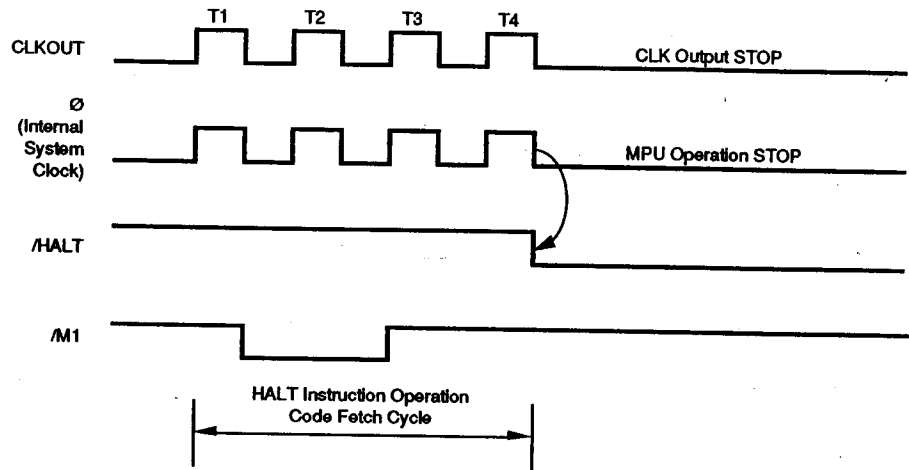 T1 T2 T3 T4
CLKOUT
CLK Output STOP
Ø
(Internal
System
Clock)
MPU Operation STOP
/HALT
/M1
HALT Instruction Operation
Code Fetch Cycle